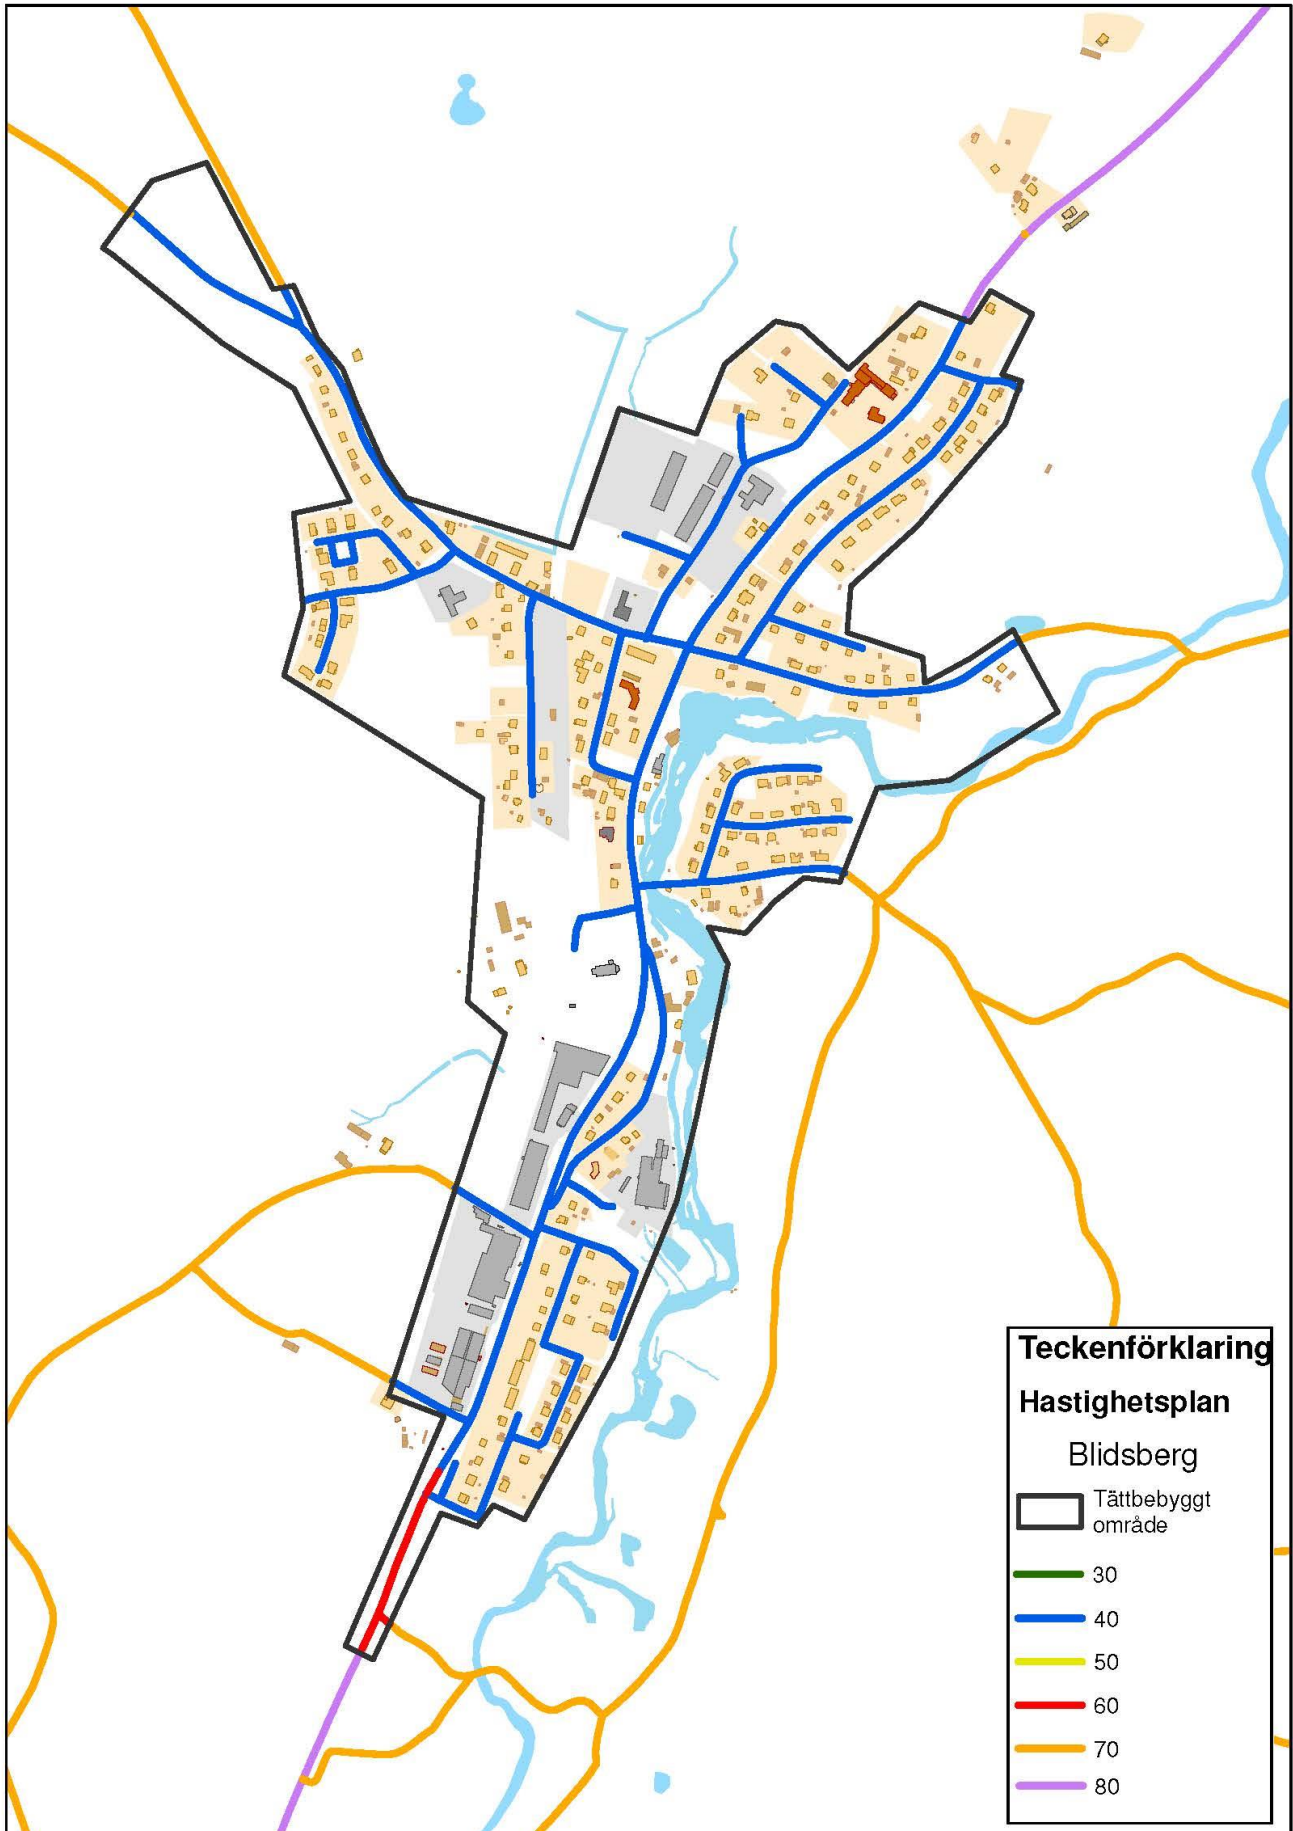 Teckenförklaring
Hastighetsplan
Blidsberg
Tättbebyggt
område
30
40
50
60
70
80